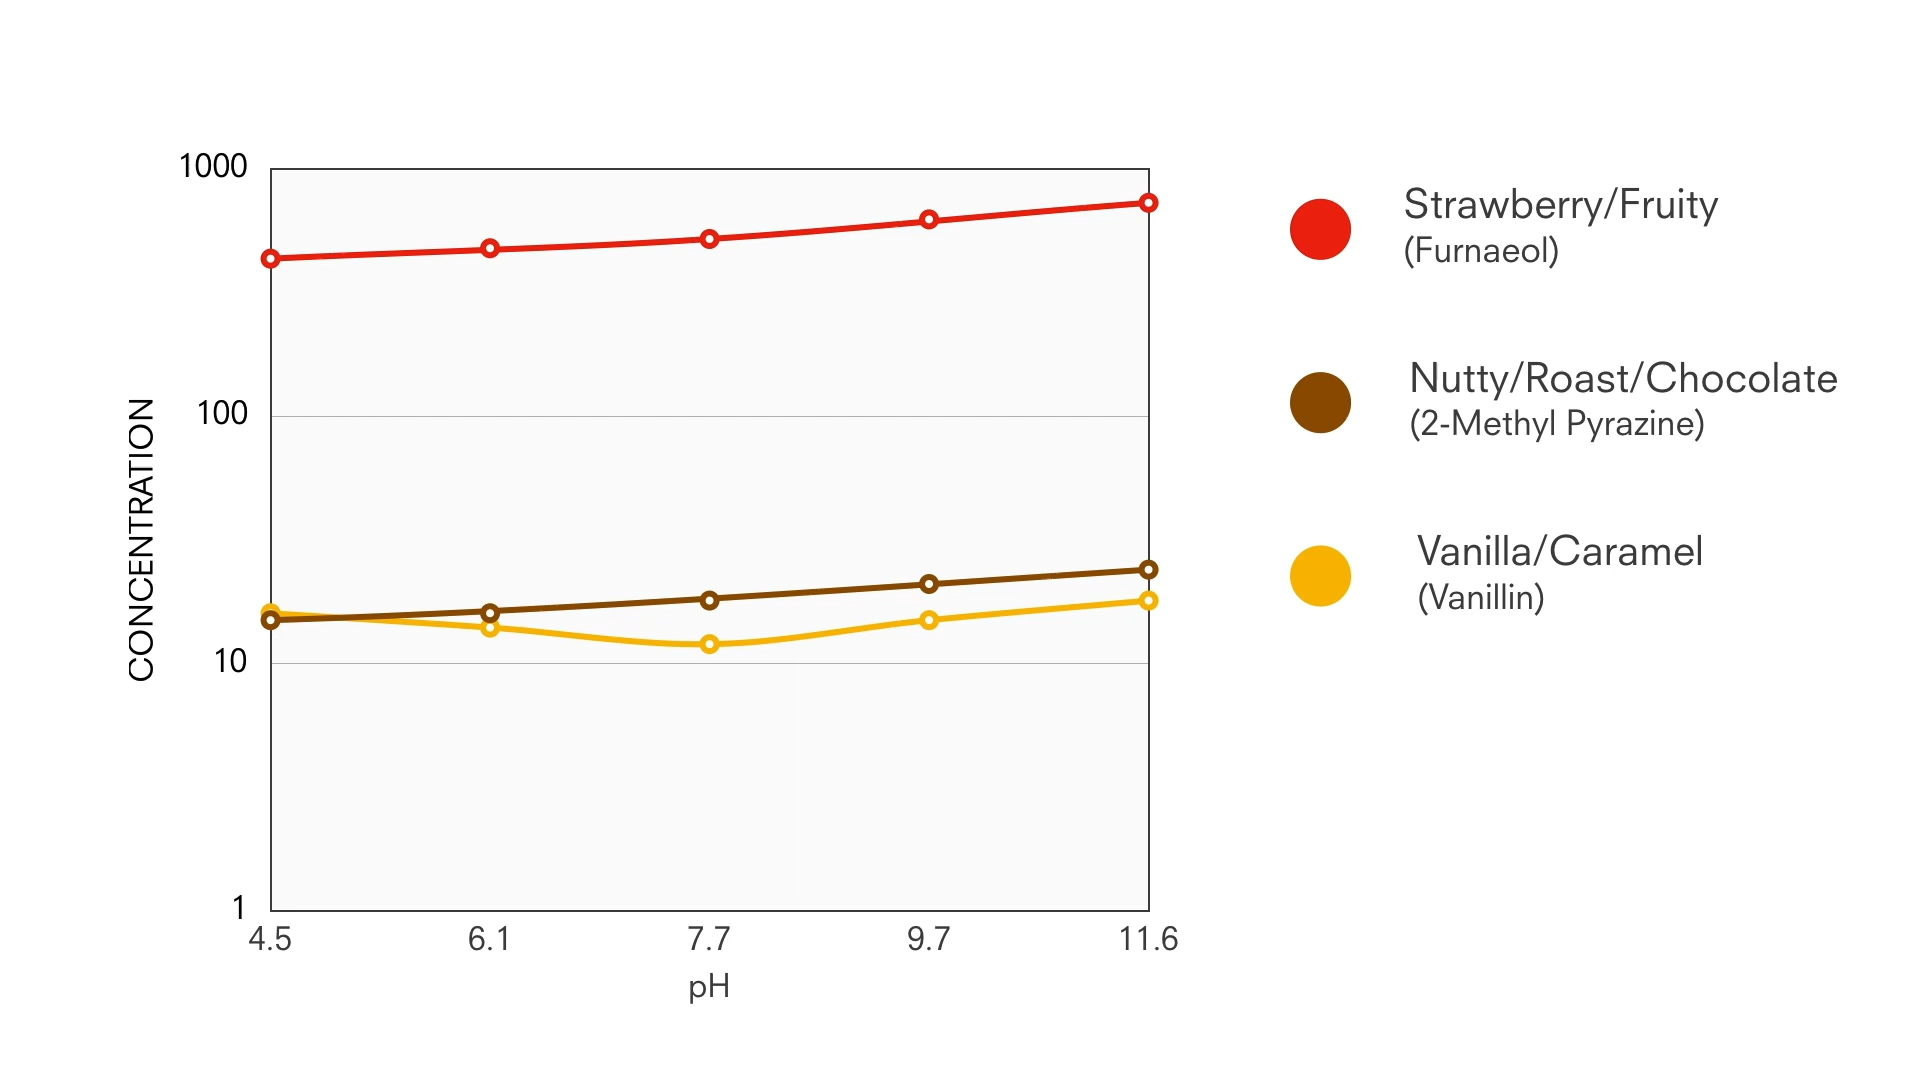 1000
100
10
1
CONCENTRATION
4.5 6.1 7.7 9.7 11.6
pH
Strawberry/Fruity
(Furnaeol)
Nutty/Roast/Chocolate
(2-Methyl Pyrazine)
Vanilla/Caramel
(Vanillin)